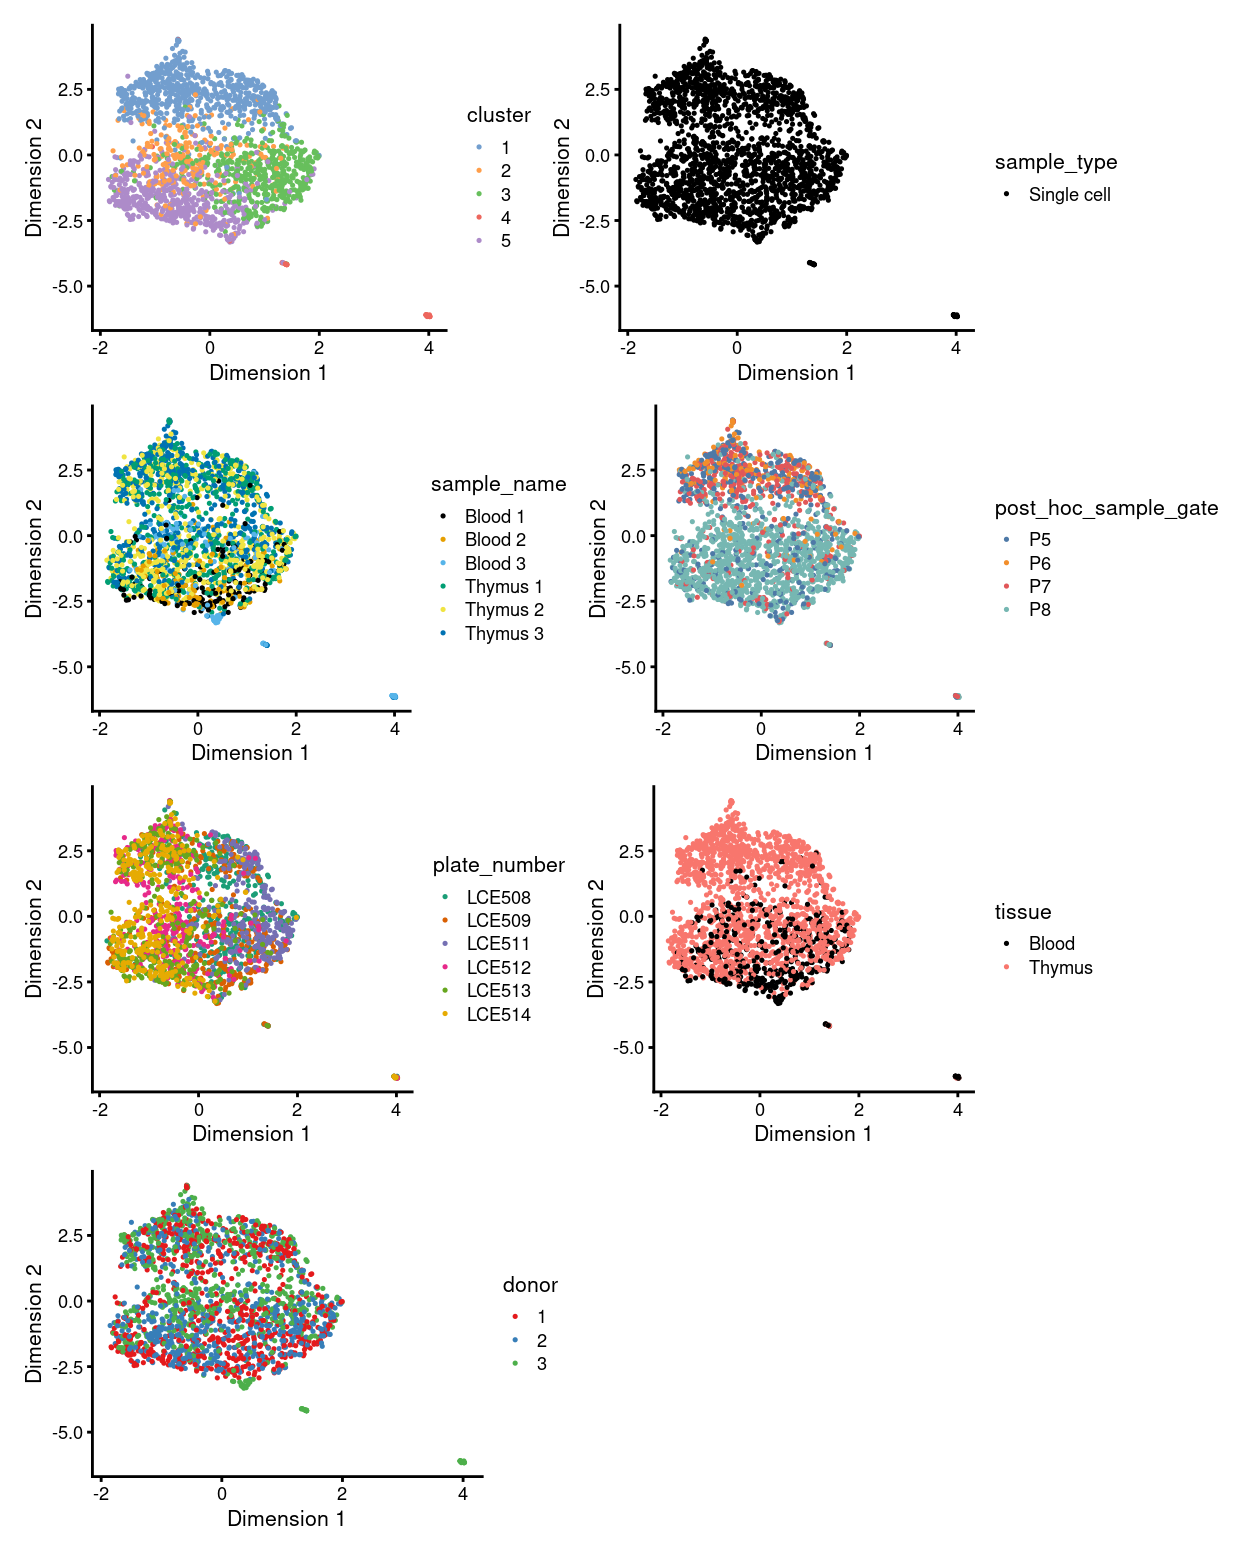 2.5
0.0
-2.5
-5.0
-2
0
2
4
Dimension 1
Dimension 2
cluster
1
2
3
4
5
2.5
0.0
-2.5
-5.0
-2
0
2
4
Dimension 1
Dimension 2
sample_type
Single cell
2.5
0.0
-2.5
-5.0
-2
0
2
4
Dimension 1
Dimension 2
sample_name
Blood 1
Blood 2
Blood 3
Thymus 1
Thymus 2
Thymus 3
2.5
0.0
-2.5
-5.0
-2
0
2
4
Dimension 1
Dimension 2
post_hoc_sample_gate
P5
P6
P7
P8
2.5
0.0
-2.5
-5.0
-2
0
2
4
Dimension 1
Dimension 2
plate_number
LCE508
LCE509
LCE511
LCE512
LCE513
LCE514
2.5
0.0
-2.5
-5.0
-2
0
2
4
Dimension 1
Dimension 2
tissue
Blood
Thymus
2.5
0.0
-2.5
-5.0
-2
0
2
4
Dimension 1
Dimension 2
donor
1
2
3